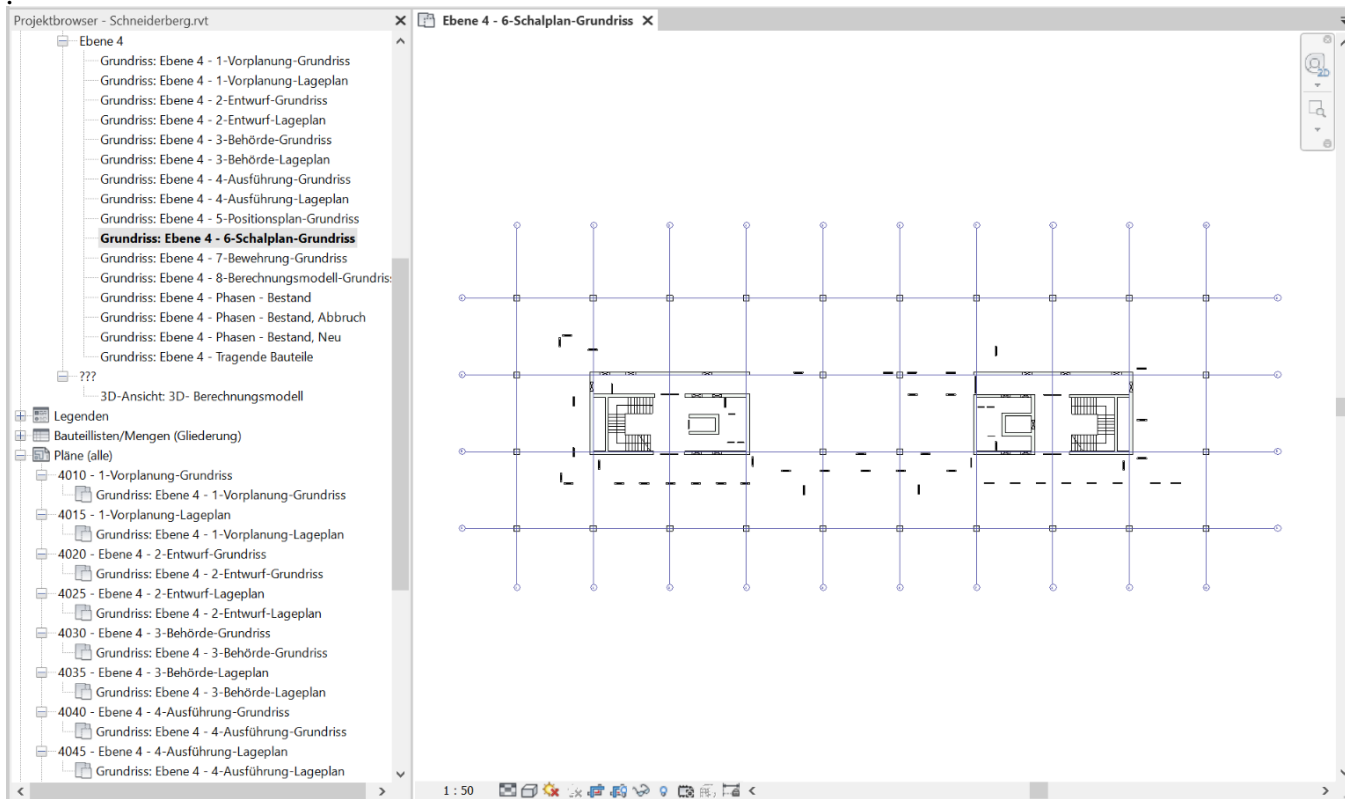 Projektbrowser - Schneiderberg.rvt
Ebene 4 - 6-Schalplan-Grundriss
Ebene 4
Grundriss: Ebene 4 - 1-Vorplanung-Grundriss
Grundriss: Ebene 4 - 1-Vorplanung-Lageplan
Grundriss: Ebene 4 - 2-Entwurf-Grundriss
Grundriss: Ebene 4 - 2-Entwurf-Lageplan
Grundriss: Ebene 4 - 3-Behörde-Grundriss
Grundriss: Ebene 4 - 3-Behörde-Lageplan
Grundriss: Ebene 4 - 4-Ausführung-Grundriss
Grundriss: Ebene 4 - 4-Ausführung-Lageplan
Grundriss: Ebene 4 - 5-Positionsplan-Grundriss
Grundriss: Ebene 4 - 6-Schalplan-Grundriss
Grundriss: Ebene 4 - 7-Bewehrung-Grundriss
Grundriss: Ebene 4 - 8-Berechnungsmodell-Grundris
Grundriss: Ebene 4 - Phasen - Bestand
Grundriss: Ebene 4 - Phasen - Bestand, Abbruch
Grundriss: Ebene 4 - Phasen - Bestand, Neu
Grundriss: Ebene 4 - Tragende Bauteile
???
3D-Ansicht: 3D- Berechnungsmodell
Legenden
Bauteillisten/Mengen (Gliederung)
Pläne (alle)
4010 - 1-Vorplanung-Grundriss
Grundriss: Ebene 4 - 1-Vorplanung-Grundriss
4015 - 1-Vorplanung-Lageplan
Grundriss: Ebene 4 - 1-Vorplanung-Lageplan
4020 - Ebene 4 - 2-Entwurf-Grundriss
Grundriss: Ebene 4 - 2-Entwurf-Grundriss
4025 - Ebene 4 - 2-Entwurf-Lageplan
Grundriss: Ebene 4 - 2-Entwurf-Lageplan
4030 - Ebene 4 - 3-Behörde-Grundriss
Grundriss: Ebene 4 - 3-Behörde-Grundriss
4035 - Ebene 4 - 3-Behörde-Lageplan
Grundriss: Ebene 4 - 3-Behörde-Lageplan
4040 - Ebene 4 - 4-Ausführung-Grundriss
Grundriss: Ebene 4 - 4-Ausführung-Grundriss
4045 - Ebene 4 - 4-Ausführung-Lageplan
Grundriss: Ebene 4 - 4-Ausführung-Lageplan
2D
1 : 50